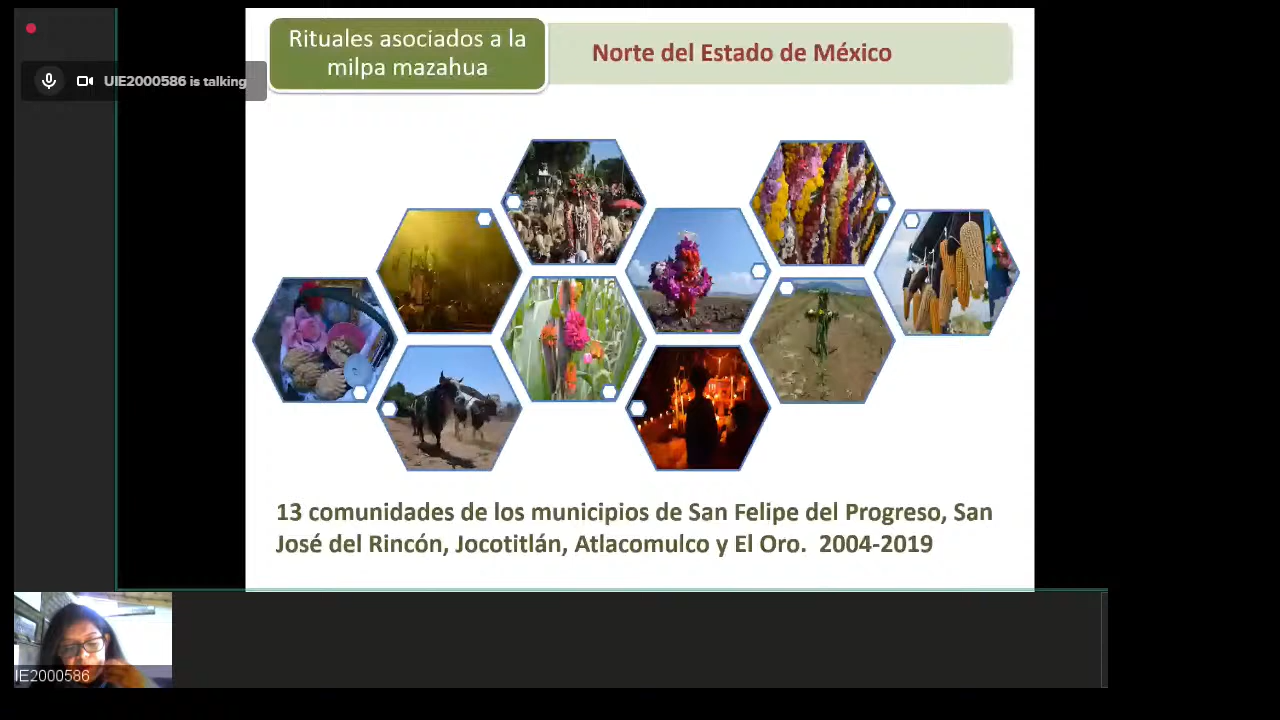 Rituales asociados a la
milpa mazahua
Norte del Estado de México
UIE2000586 is talking
13 comunidades de los municipios de San Felipe del Progreso, San
José del Rincón, Jocotitlán, Atlacomulco y El Oro. 2004-2019
IE2000586